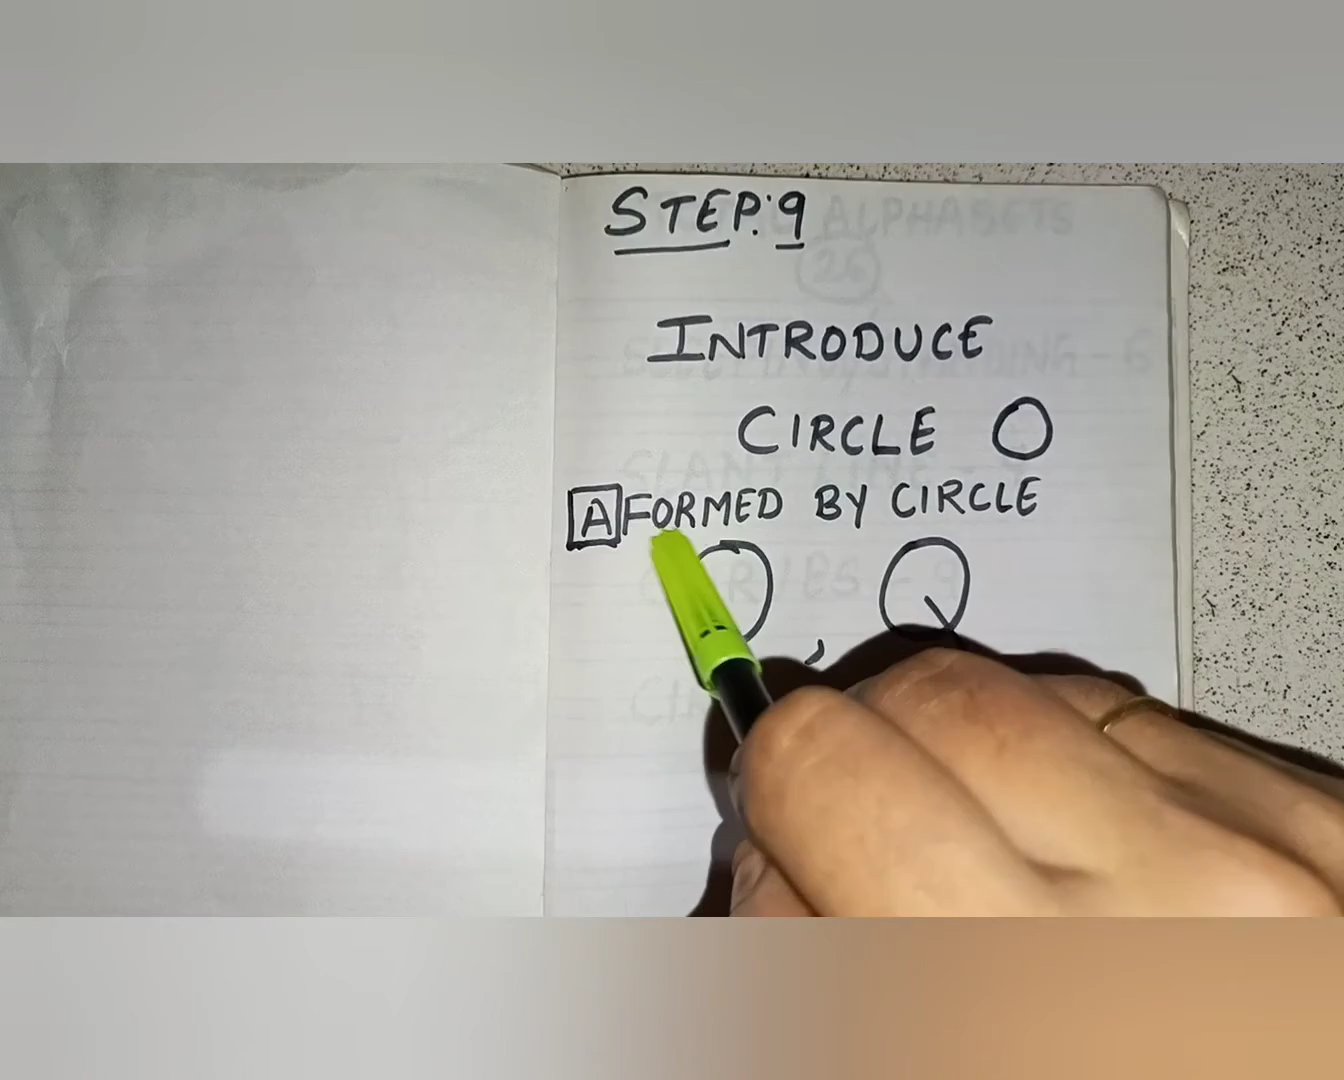 STEP:9
INTRODUCE
CIRCLE O
A FORMED BY CIRCLE
O , Q